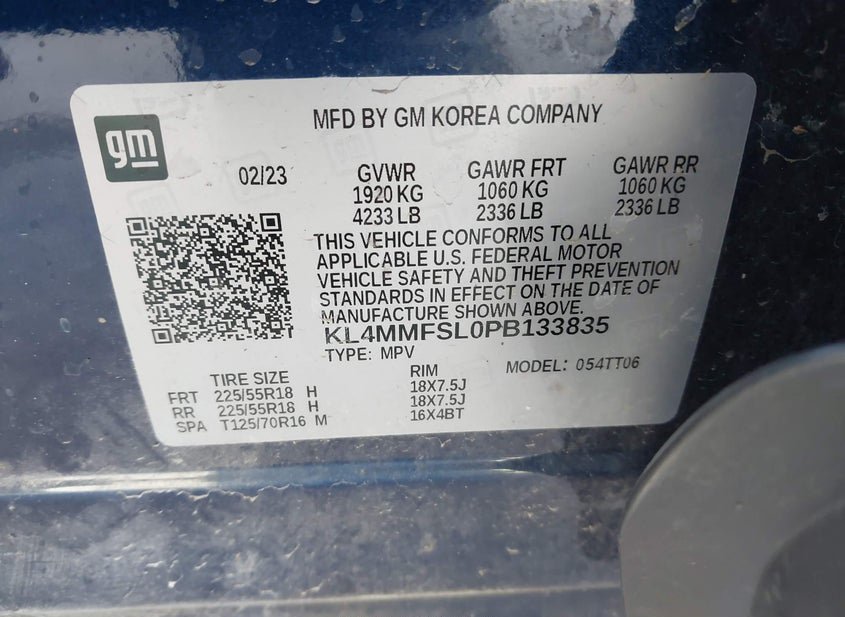 gm
MFD BY GM KOREA COMPANY
02/23 GVWR GAWR FRT GAWR RR
1920 KG 1060 KG 1060 KG
4233 LB 2336 LB 2336 LB
THIS VEHICLE CONFORMS TO ALL
APPLICABLE U.S. FEDERAL MOTOR
VEHICLE SAFETY AND THEFT PREVENTION
STANDARDS IN EFFECT ON THE DATE OF
MANUFACTURE SHOWN ABOVE.
KL4MMFSL0PB133835
TYPE: MPV MODEL: 054TT06
TIRE SIZE RIM
FRT 225/55R18 H 18X7.5J
RR 225/55R18 H 18X7.5J
SPA T125/70R16 M 16X4BT